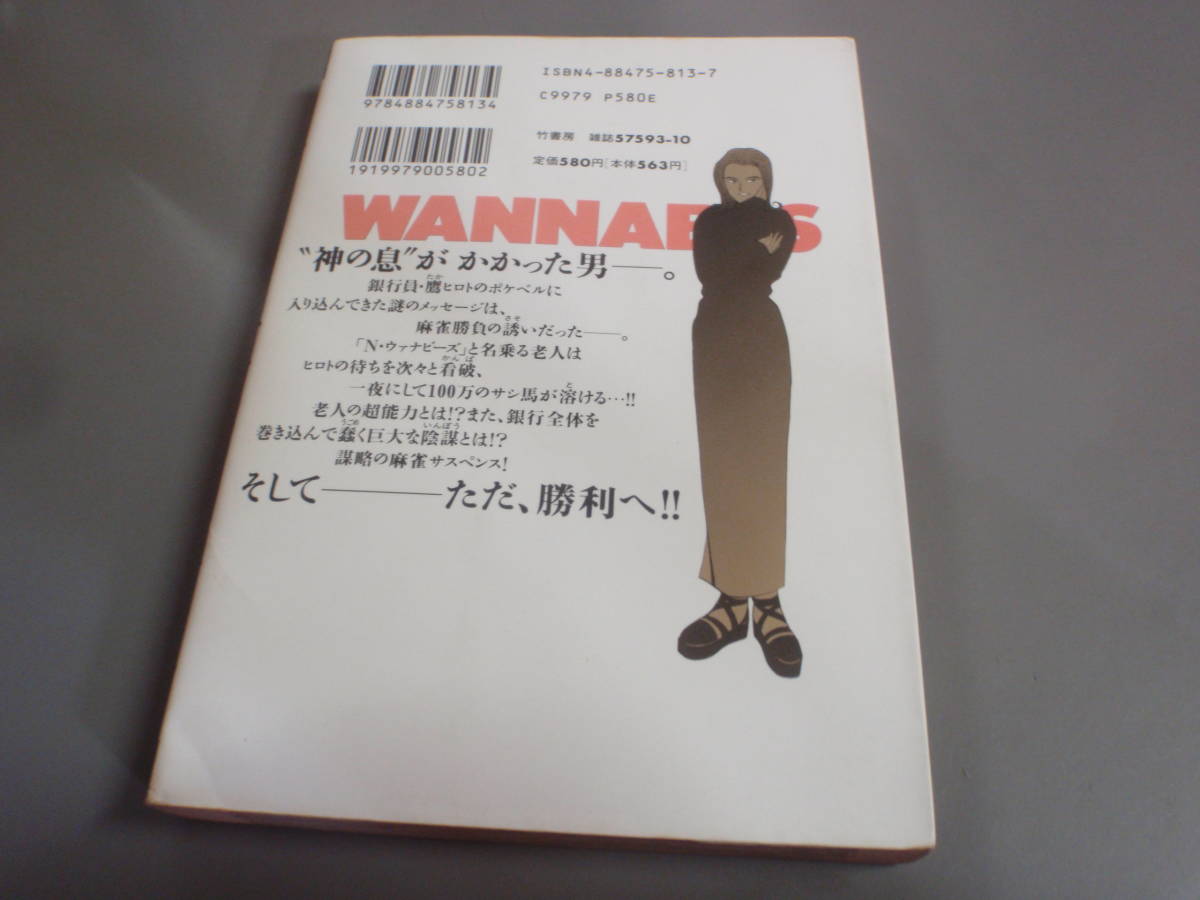 ISBN4-88475-813-7
C9979 P580E
9784884758134
竹書房 雑誌57593-10
定価580円[本体563円]
1919979005802
WANNABEES
“神の息”が かかった男――。
銀行員・鷹ヒロトのポケベルに
入り込んできた謎のメッセージは、
麻雀勝負の誘いだった――。
「N・ウァナビーズ」と名乗る老人は
ヒロトの待ちを次々と看破、
一夜にして100万のサシ馬が溶ける…!!
老人の超能力とは!?また、銀行全体を
巻き込んで蠢く巨大な陰謀とは!?
謀略の麻雀サスペンス!
そして――――ただ、勝利へ!!